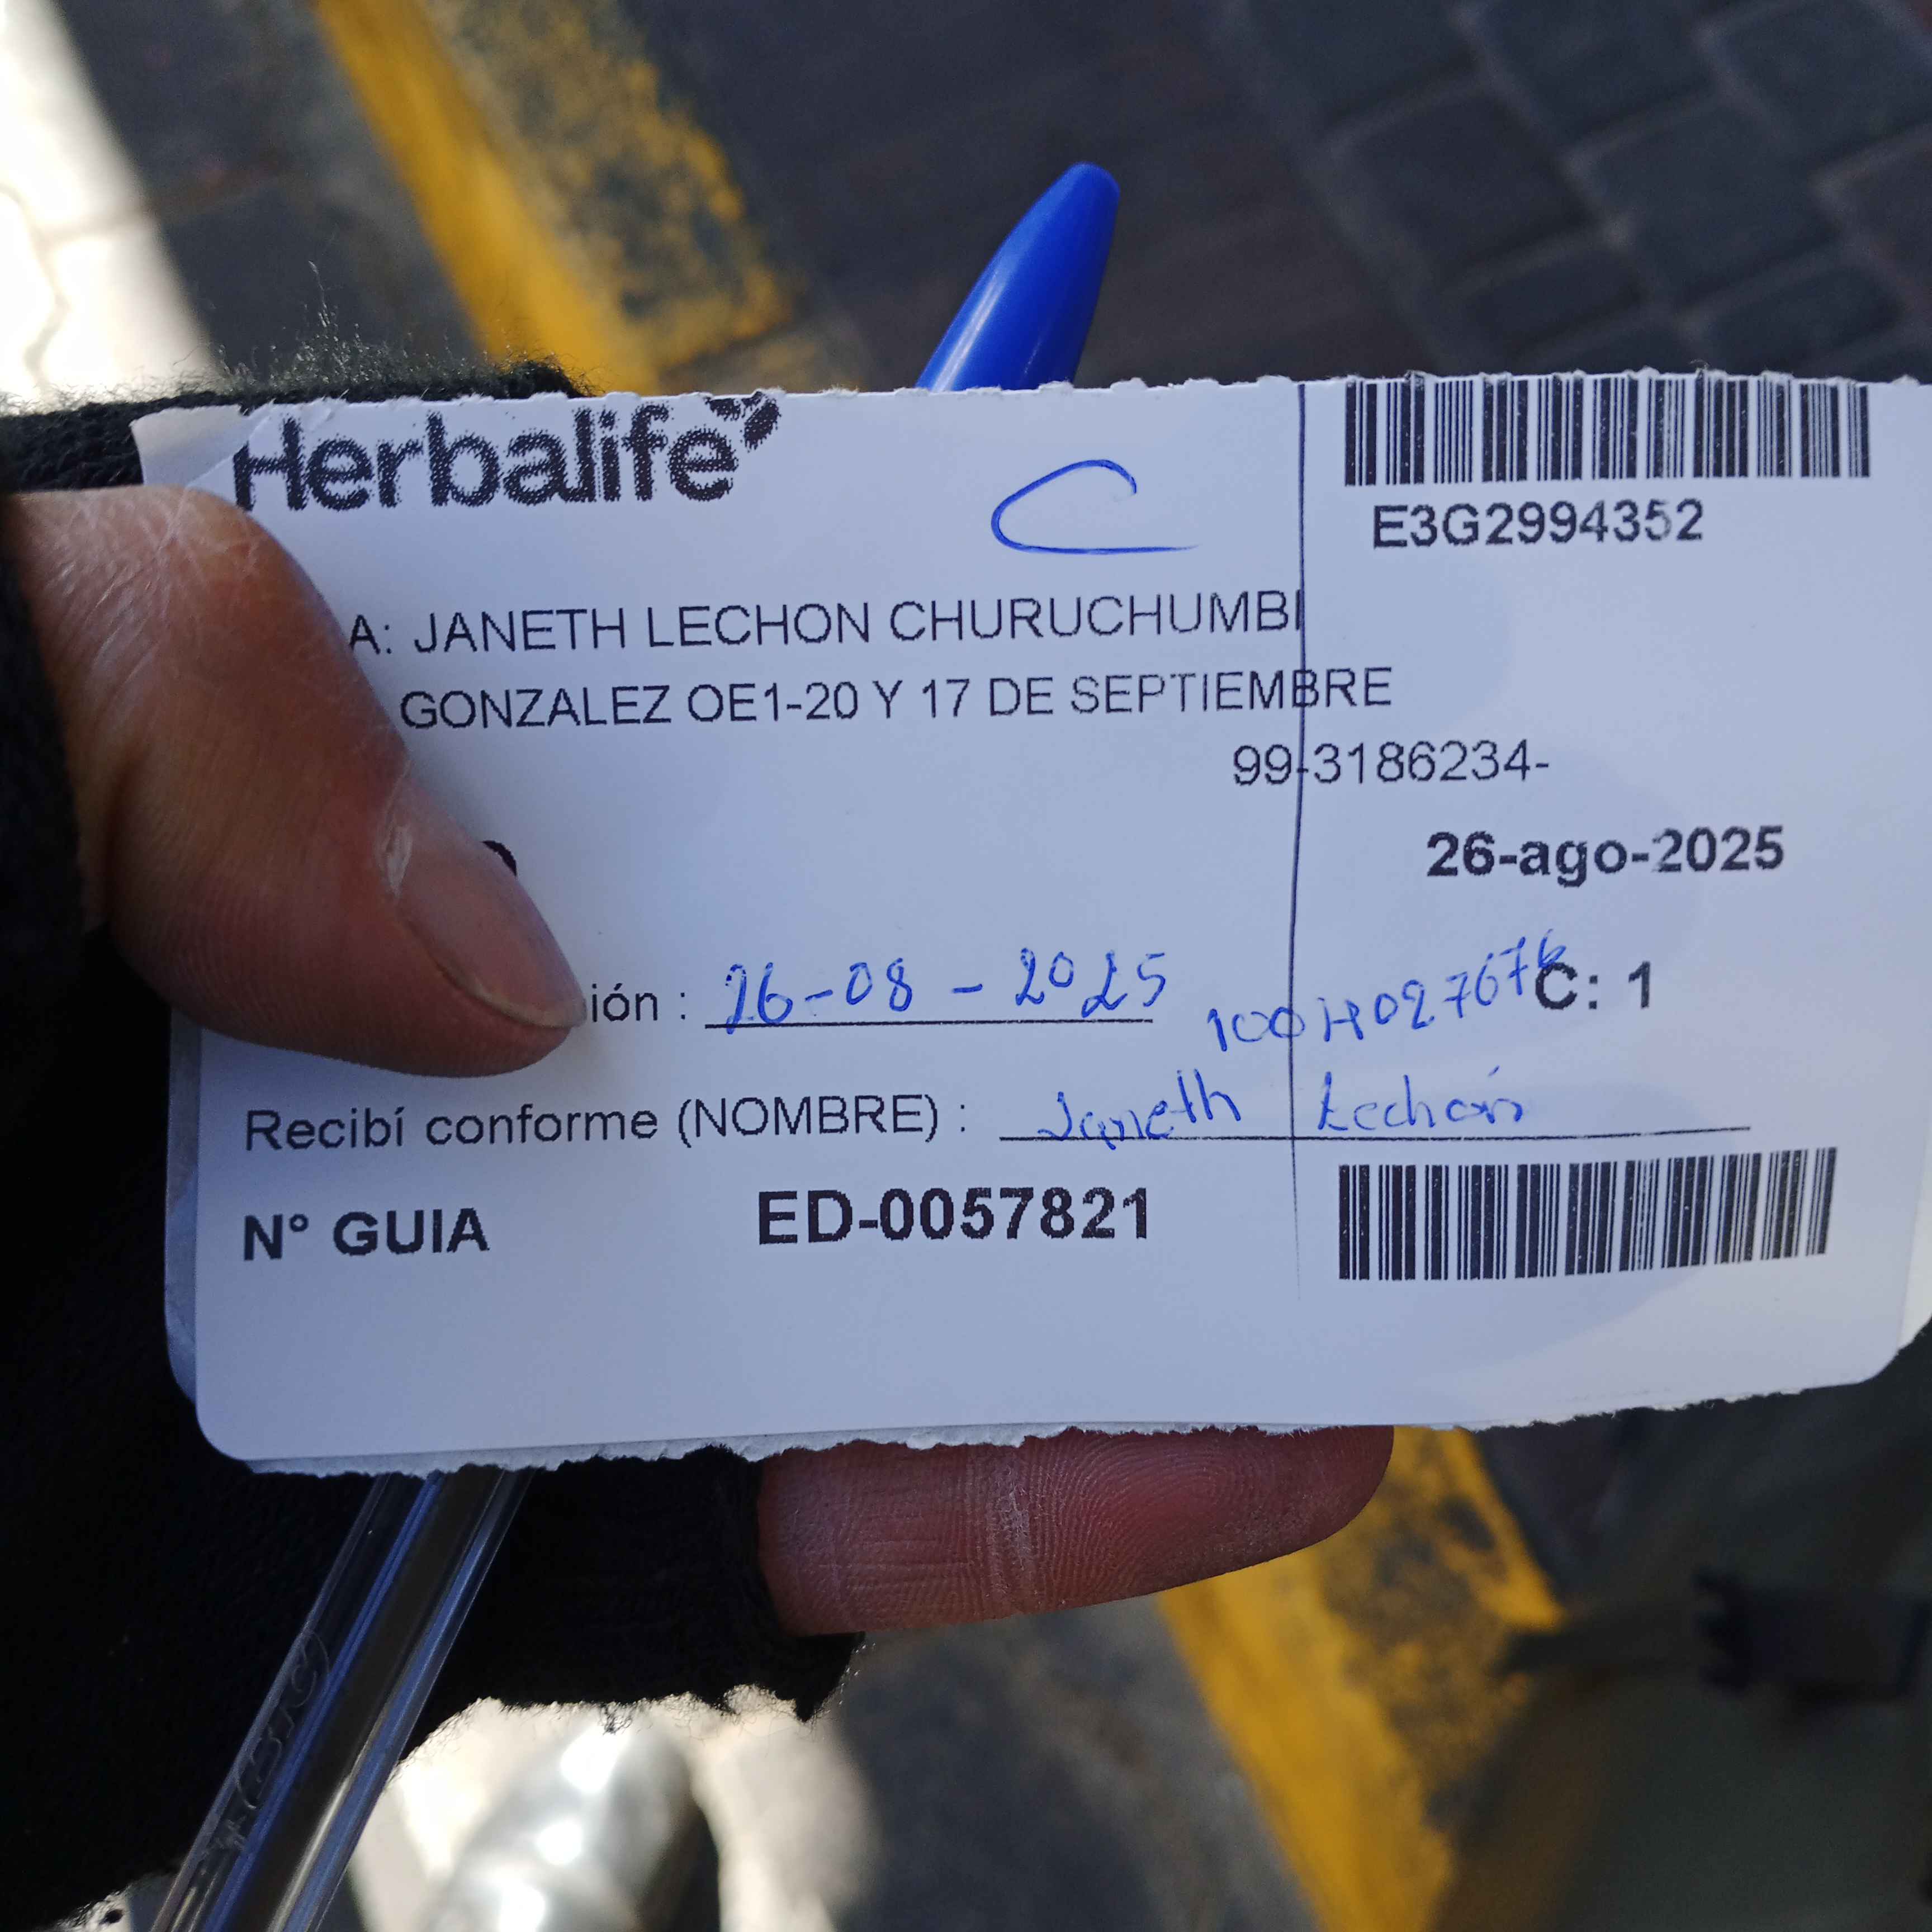 Herbalife
C
E3G2994352
A: JANETH LECHON CHURUCHUMBI
GONZALEZ OE1-20 Y 17 DE SEPTIEMBRE
99-3186234-
26-ago-2025
ión : 26-08-2025
C: 1
Recibí conforme (NOMBRE) : Janeth Lechón
N° GUIA ED-0057821